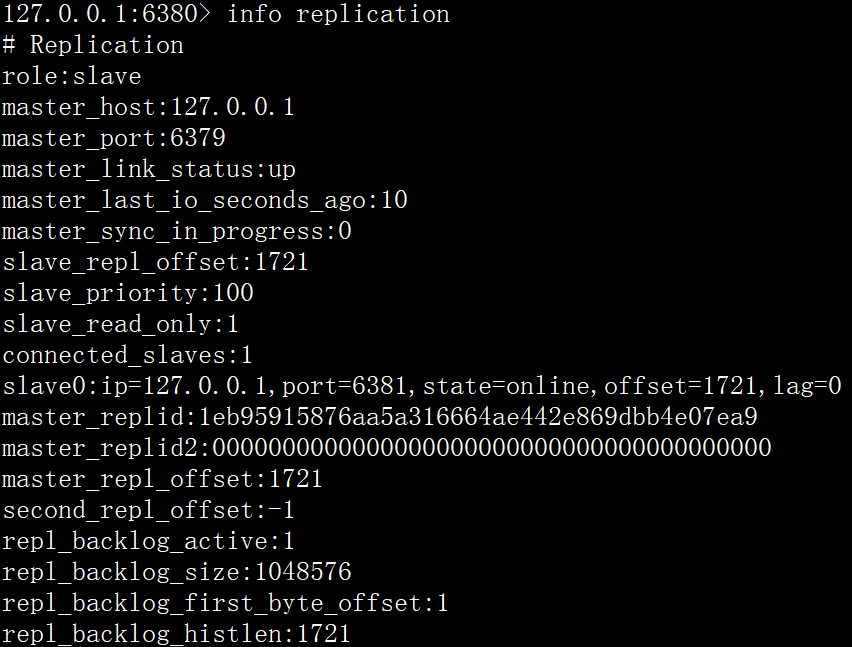 127.0.0.1:6380> info replication
# Replication
role:slave
master_host:127.0.0.1
master_port:6379
master_link_status:up
master_last_io_seconds_ago:10
master_sync_in_progress:0
slave_repl_offset:1721
slave_priority:100
slave_read_only:1
connected_slaves:1
slave0:ip=127.0.0.1,port=6381,state=online,offset=1721,lag=0
master_replid:1eb95915876aa5a316664ae442e869dbb4e07ea9
master_replid2:0000000000000000000000000000000000000000
master_repl_offset:1721
second_repl_offset:-1
repl_backlog_active:1
repl_backlog_size:1048576
repl_backlog_first_byte_offset:1
repl_backlog_histlen:1721